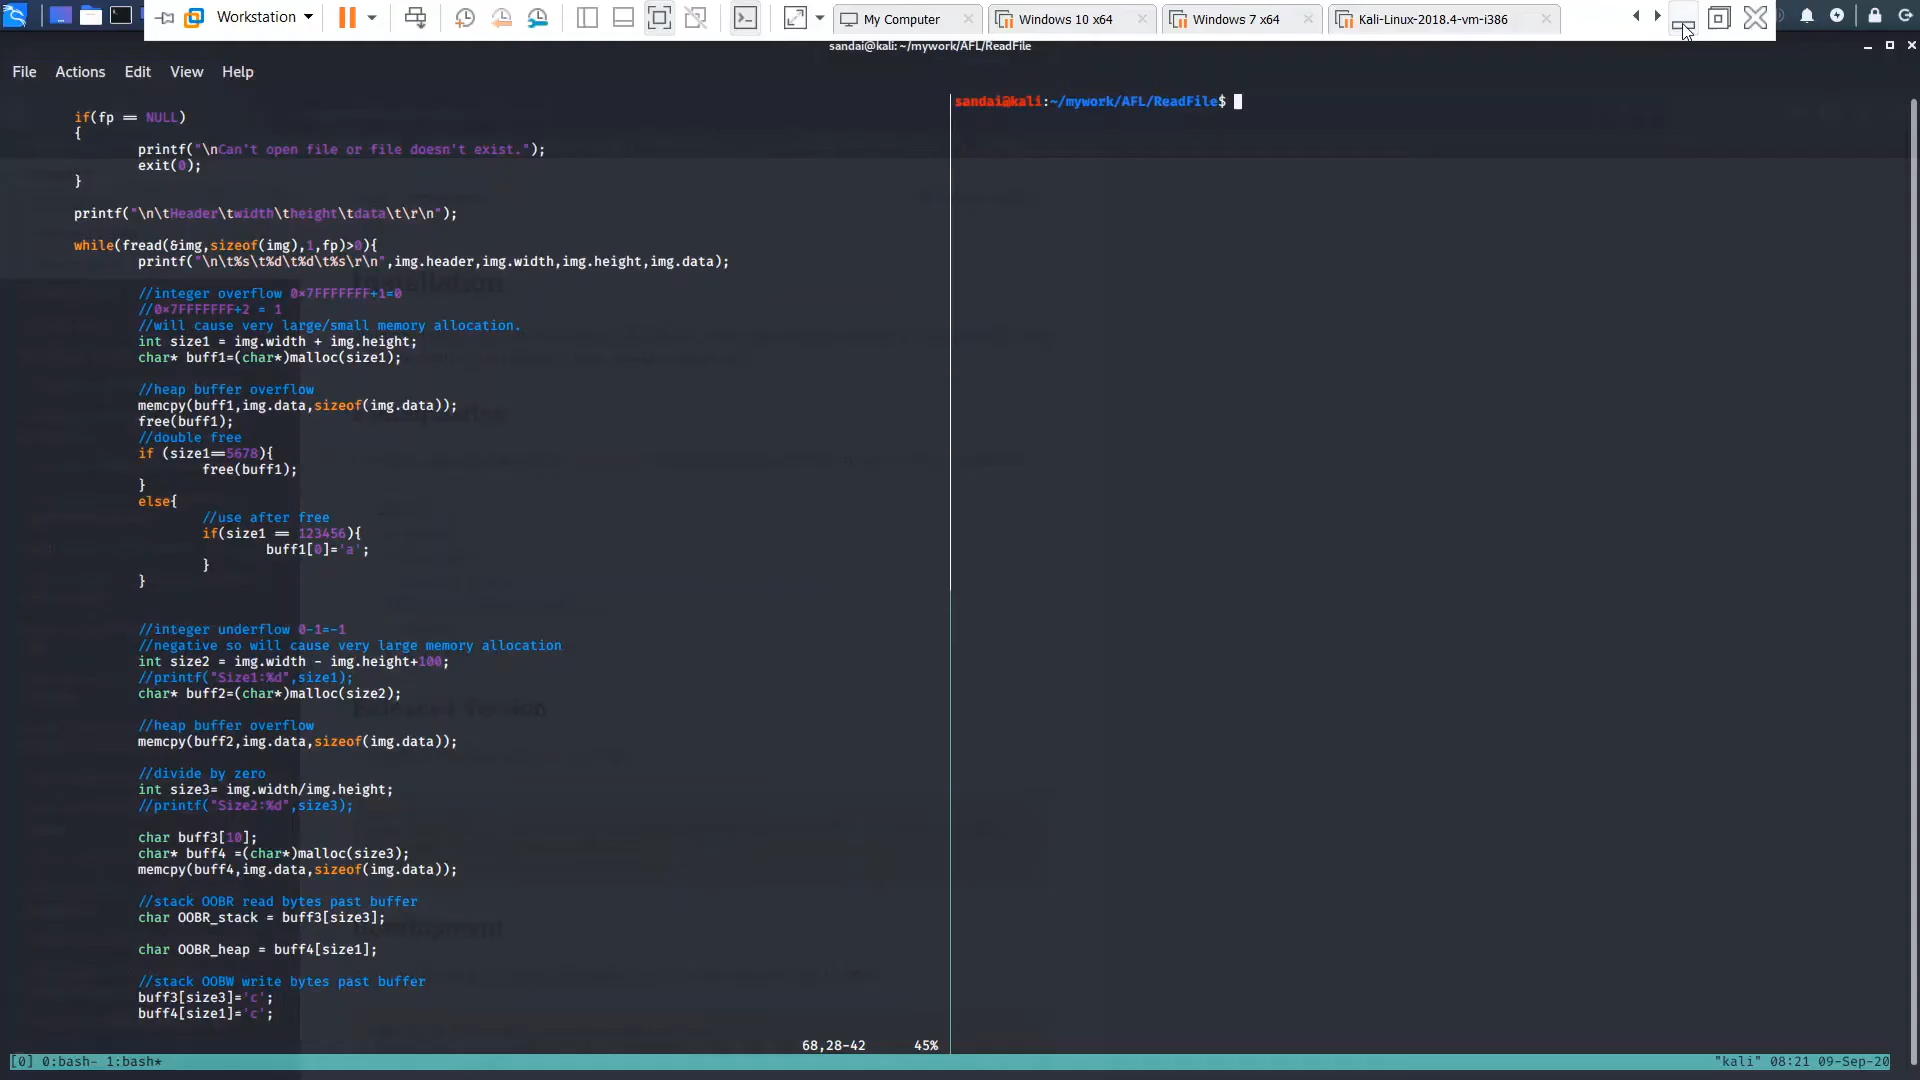 Workstation
My Computer
Windows 10 x64
Windows 7 x64
Kali-Linux-2018.4-vm-i386
sandai@kali: ~/mywork/AFL/ReadFile
File Actions Edit View Help
if(fp == NULL)
{
printf("\nCan't open file or file doesn't exist.");
exit(0);
}
printf("\n\tHeader\twidth\theight\tdata\t\r\n");
while(fread(&img,sizeof(img),1,fp)>0){
printf("\n\t%s\t%d\t%d\t%s\r\n",img.header,img.width,img.height,img.data);
//integer overflow 0×7FFFFFFF+1=0
//0×7FFFFFFF+2 = 1
//will cause very large/small memory allocation.
int size1 = img.width + img.height;
char* buff1=(char*)malloc(size1);
//heap buffer overflow
memcpy(buff1,img.data,sizeof(img.data));
free(buff1);
//double free
if (size1==5678){
free(buff1);
}
else{
//use after free
if(size1 == 123456){
buff1[0]='a';
}
}
//integer underflow 0-1=-1
//negative so will cause very large memory allocation
int size2 = img.width - img.height+100;
//printf("Size1:%d",size1);
char* buff2=(char*)malloc(size2);
//heap buffer overflow
memcpy(buff2,img.data,sizeof(img.data));
//divide by zero
int size3= img.width/img.height;
//printf("Size2:%d",size3);
char buff3[10];
char* buff4 =(char*)malloc(size3);
memcpy(buff4,img.data,sizeof(img.data));
//stack OOBR read bytes past buffer
char OOBR_stack = buff3[size3];
char OOBR_heap = buff4[size1];
//stack OOBW write bytes past buffer
buff3[size3]='c';
buff4[size1]='c';
68,28-42 45%
sandai@kali:~/mywork/AFL/ReadFile$
[0] 0:bash- 1:bash*
"kali" 08:21 09-Sep-20